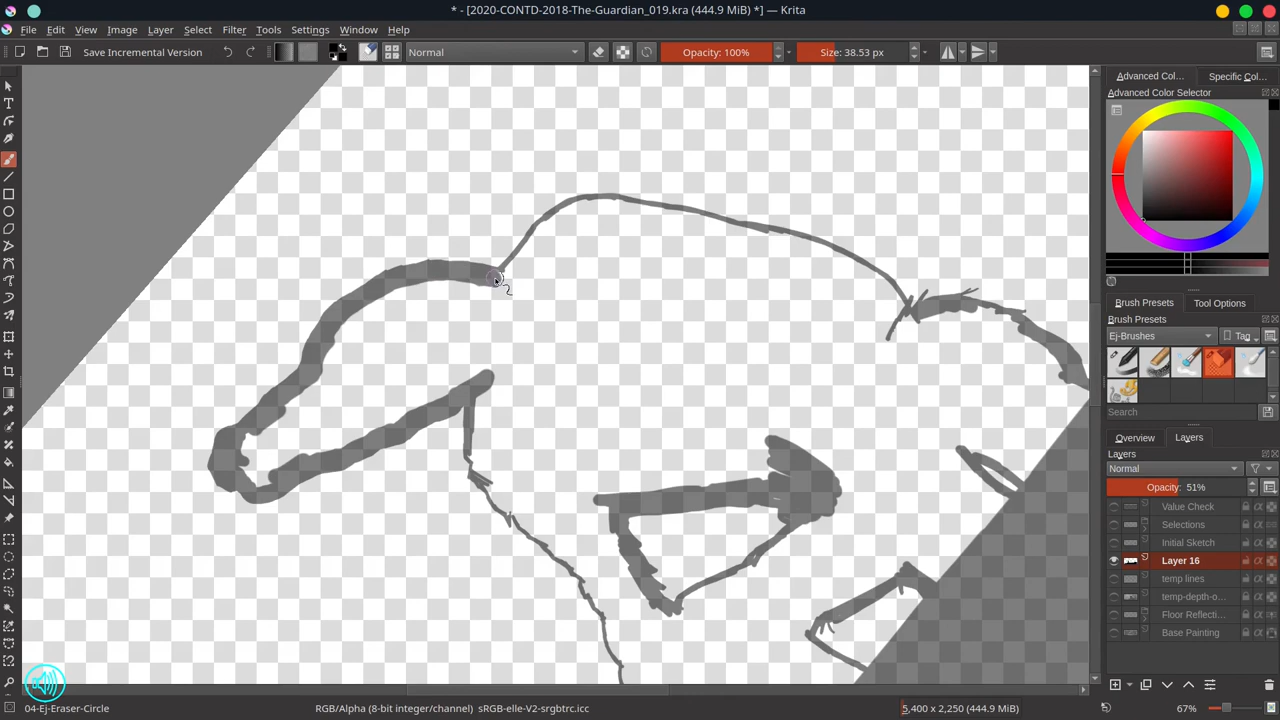 * - [2020-CONTD-2018-The-Guardian_019.kra (444.9 MiB) *] — Krita
File Edit View Image Layer Select Filter Tools Settings Window Help
Save Incremental Version Normal Opacity: 100% Size: 38.53 px
Advanced Col... Specific Col...
Advanced Color Selector
Brush Presets Tool Options
Brush Presets
Ej-Brushes Tag
Search
Overview Layers
Layers
Normal
Opacity: 51%
Value Check
Selections
Initial Sketch
Layer 16
temp lines
temp-depth-o...
Floor Reflecti...
Base Painting
04-Ej-Eraser-Circle RGB/Alpha (8-bit integer/channel) sRGB-elle-V2-srgbtrc.icc 5,400 x 2,250 (444.9 MiB) 67%